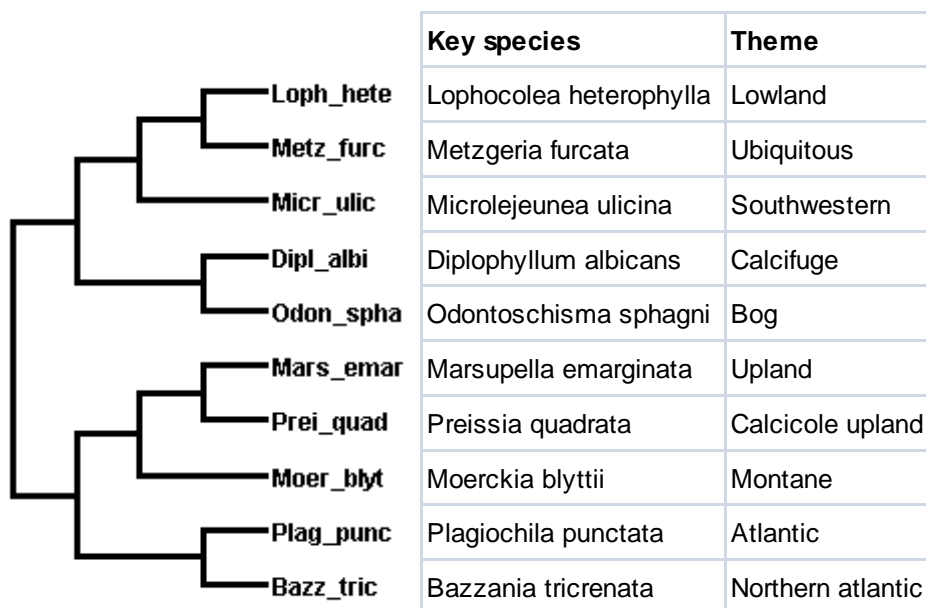 Key species Theme
Loph_hete Lophocolea heterophylla Lowland
Metz_furc Metzgeria furcata Ubiquitous
Micr_ulic Microlejeunea ulicina Southwestern
Dipl_albi Diplophyllum albicans Calcifuge
Odon_spha Odontoschisma sphagni Bog
Mars_emar Marsupella emarginata Upland
Prei_quad Preissia quadrata Calcicole upland
Moer_blyt Moerckia blyttii Montane
Plag_punc Plagiochila punctata Atlantic
Bazz_tric Bazzania tricrenata Northern atlantic